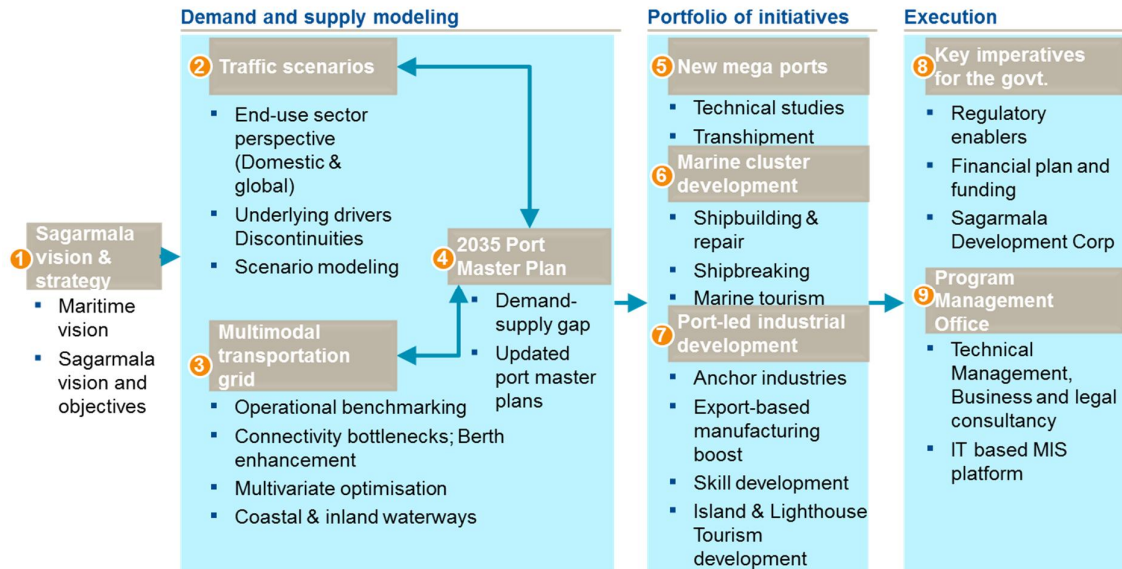 Demand and supply modeling
Portfolio of initiatives
Execution
1
Sagarmala
vision &
strategy
Maritime
vision
Sagarmala
vision and
objectives
2
Traffic scenarios
End-use sector
perspective
(Domestic &
global)
Underlying drivers
Discontinuities
Scenario modeling
3
Multimodal
transportation
grid
Operational benchmarking
Connectivity bottlenecks; Berth
enhancement
Multivariate optimisation
Coastal & inland waterways
4
2035 Port
Master Plan
Demand-
supply gap
Updated
port master
plans
5
New mega ports
Technical studies
Transhipment
6
Marine cluster
development
Shipbuilding &
repair
Shipbreaking
Marine tourism
7
Port-led industrial
development
Anchor industries
Export-based
manufacturing
boost
Skill development
Island & Lighthouse
Tourism
development
8
Key imperatives
for the govt.
Regulatory
enablers
Financial plan and
funding
Sagarmala
Development Corp
9
Program
Management
Office
Technical
Management,
Business and legal
consultancy
IT based MIS
platform